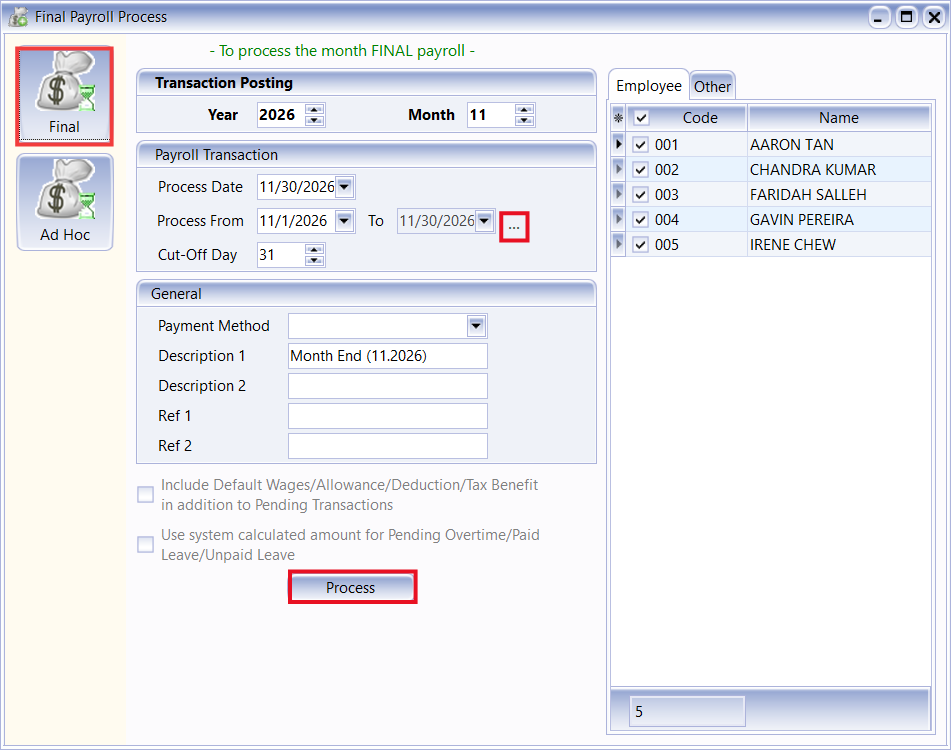 Final Payroll Process
- To process the month FINAL payroll -
Final
Ad Hoc
Transaction Posting
Year 2026 Month 11
Payroll Transaction
Process Date 11/30/2026
Process From 11/1/2026 To 11/30/2026 ...
Cut-Off Day 31
General
Payment Method
Description 1 Month End (11.2026)
Description 2
Ref 1
Ref 2
Include Default Wages/Allowance/Deduction/Tax Benefit
in addition to Pending Transactions
Use system calculated amount for Pending Overtime/Paid
Leave/Unpaid Leave
Process
Employee Other
Code Name
001 AARON TAN
002 CHANDRA KUMAR
003 FARIDAH SALLEH
004 GAVIN PEREIRA
005 IRENE CHEW
5